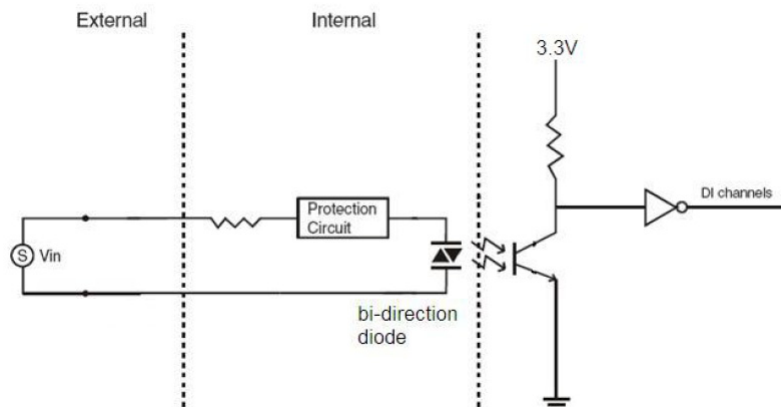 External
Internal
3.3V
DI channels
Protection
Circuit
S
Vin
bi-direction
diode